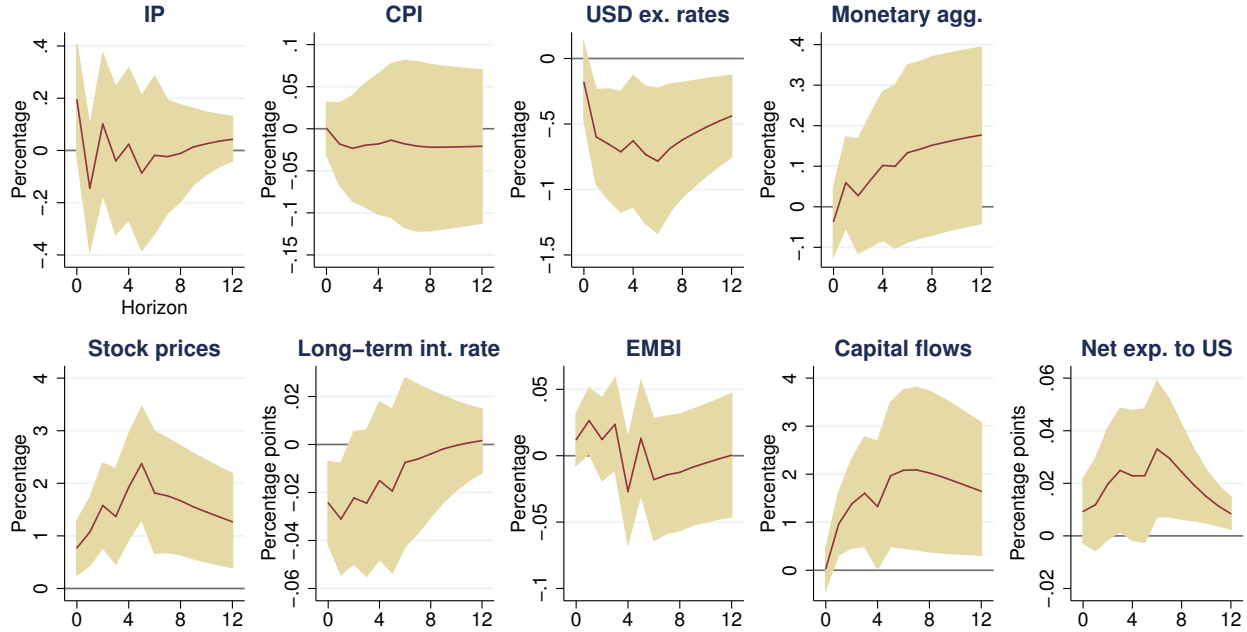 IP
Percentage
.4
.2
0
−.2
−.4
0 4 8 12
Horizon
CPI
Percentage
.1
.05
0
−.05
−.1
−.15
0 4 8 12
USD ex. rates
Percentage
0
−.5
−1
−1.5
0 4 8 12
Monetary agg.
Percentage
.4
.3
.2
.1
0
−.1
0 4 8 12
Stock prices
Percentage
4
3
2
1
0
0 4 8 12
Long−term int. rate
Percentage points
.02
0
−.02
−.04
−.06
0 4 8 12
EMBI
Percentage
.05
0
−.05
−.1
0 4 8 12
Capital flows
Percentage
4
3
2
1
0
0 4 8 12
Net exp. to US
Percentage points
.06
.04
.02
0
−.02
0 4 8 12